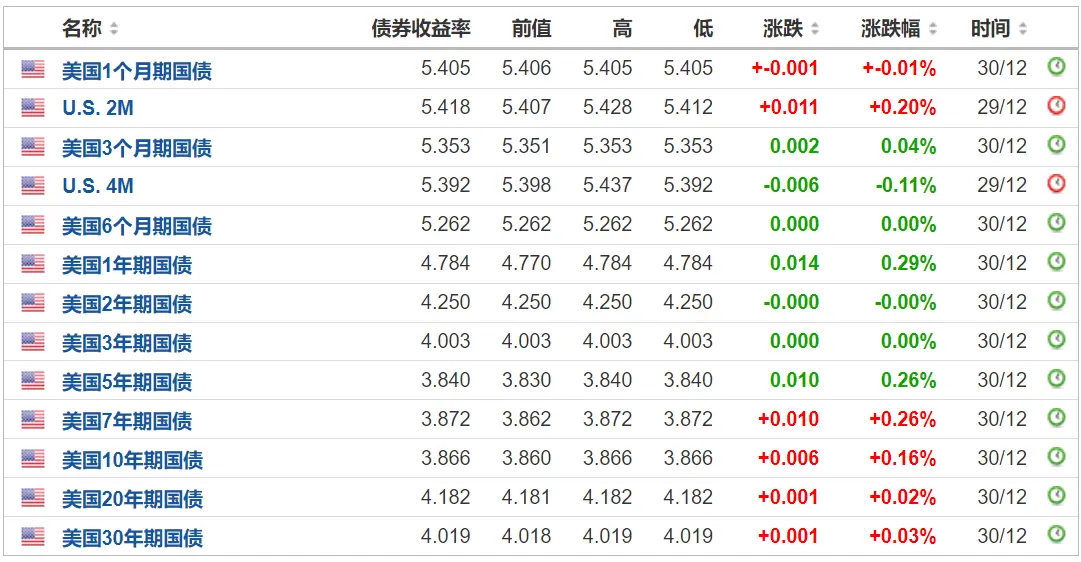 名称 债券收益率 前值 高 低 涨跌 涨跌幅 时间
美国1个月期国债 5.405 5.406 5.405 5.405 +-0.001 +-0.01% 30/12
U.S. 2M 5.418 5.407 5.428 5.412 +0.011 +0.20% 29/12
美国3个月期国债 5.353 5.351 5.353 5.353 0.002 0.04% 30/12
U.S. 4M 5.392 5.398 5.437 5.392 -0.006 -0.11% 29/12
美国6个月期国债 5.262 5.262 5.262 5.262 0.000 0.00% 30/12
美国1年期国债 4.784 4.770 4.784 4.784 0.014 0.29% 30/12
美国2年期国债 4.250 4.250 4.250 4.250 -0.000 -0.00% 30/12
美国3年期国债 4.003 4.003 4.003 4.003 0.000 0.00% 30/12
美国5年期国债 3.840 3.830 3.840 3.840 0.010 0.26% 30/12
美国7年期国债 3.872 3.862 3.872 3.872 +0.010 +0.26% 30/12
美国10年期国债 3.866 3.860 3.866 3.866 +0.006 +0.16% 30/12
美国20年期国债 4.182 4.181 4.182 4.182 +0.001 +0.02% 30/12
美国30年期国债 4.019 4.018 4.019 4.019 +0.001 +0.03% 30/12